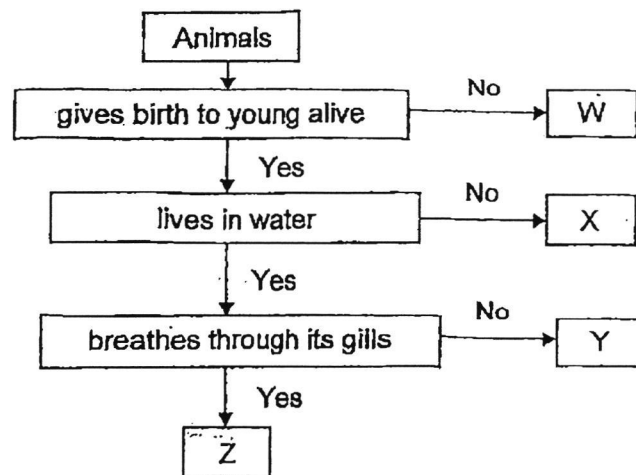 Animals
gives birth to young alive
No
W
Yes
lives in water
No
X
Yes
breathes through its gills
No
Y
Yes
Z